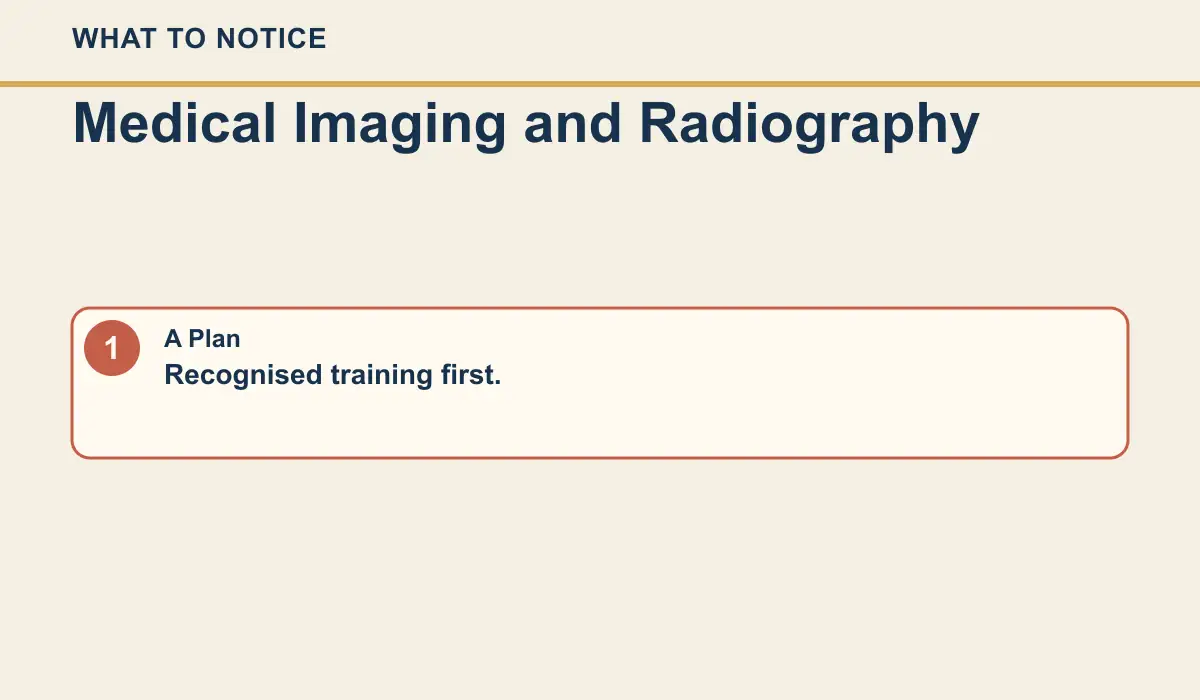 WHAT TO NOTICE
Medical Imaging and Radiography
1
A Plan
Recognised training first.